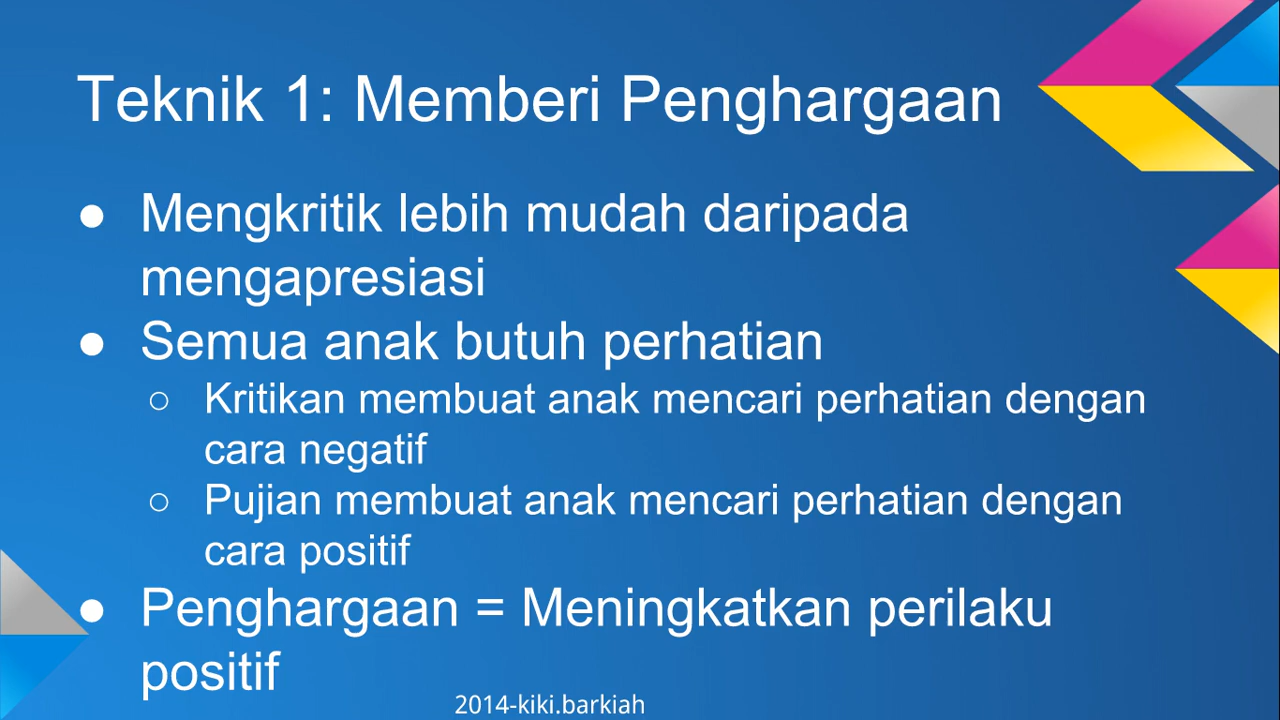 Teknik 1: Memberi Penghargaan
● Mengkritik lebih mudah daripada
mengapresiasi
● Semua anak butuh perhatian
○ Kritikan membuat anak mencari perhatian dengan
cara negatif
○ Pujian membuat anak mencari perhatian dengan
cara positif
● Penghargaan = Meningkatkan perilaku
positif
2014-kiki.barkiah